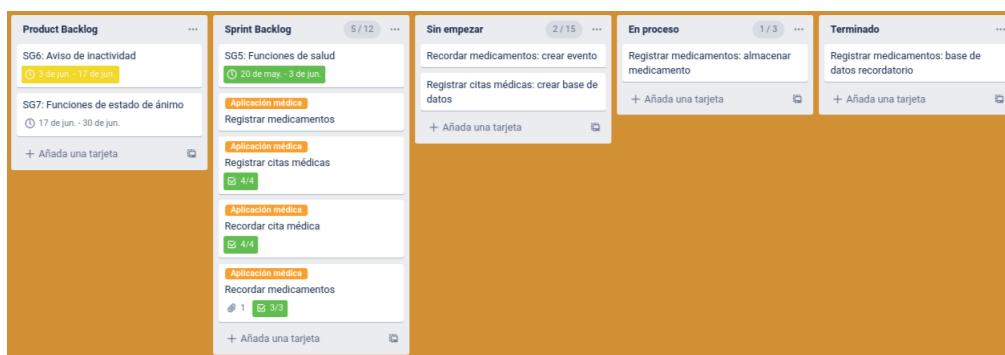 Product Backlog
SG6: Aviso de inactividad
3 de jun. - 17 de jun.
SG7: Funciones de estado de ánimo
17 de jun. - 30 de jun.
+ Añada una tarjeta
Sprint Backlog 5 / 12
SG5: Funciones de salud
20 de may. - 3 de jun.
Aplicación médica
Registrar medicamentos
Aplicación médica
Registrar citas médicas
4/4
Aplicación médica
Recordar cita médica
4/4
Aplicación médica
Recordar medicamentos
1 3/3
+ Añada una tarjeta
Sin empezar 2 / 15
Recordar medicamentos: crear evento
Registrar citas médicas: crear base de
datos
+ Añada una tarjeta
En proceso 1 / 3
Registrar medicamentos: almacenar
medicamento
+ Añada una tarjeta
Terminado
Registrar medicamentos: base de
datos recordatorio
+ Añada una tarjeta